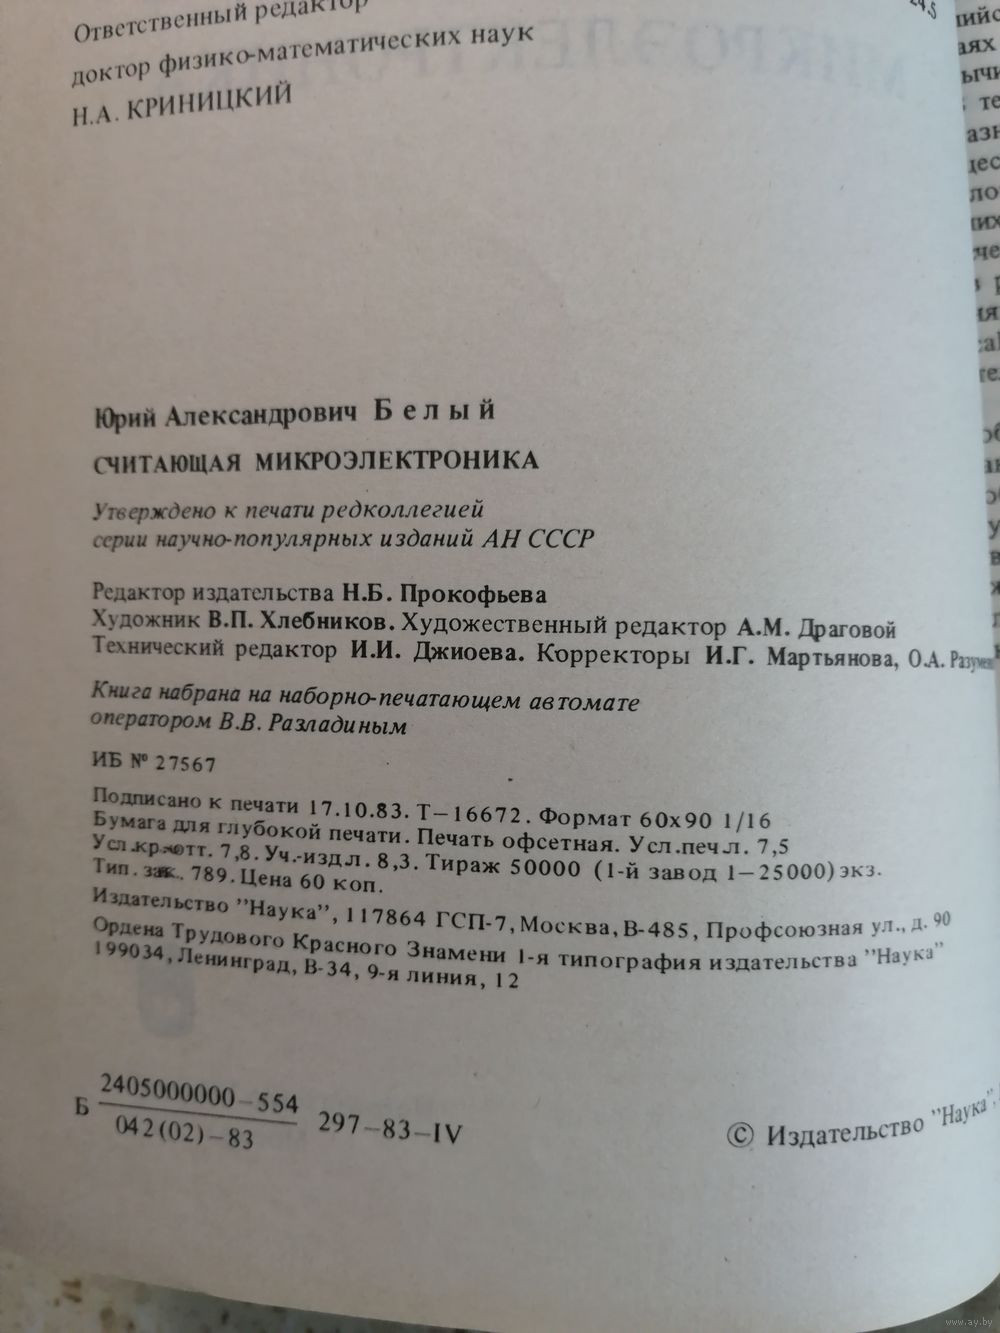 24.5
Ответственный редактор
доктор физико-математических наук
Н.А. КРИНИЦКИЙ
Юрий Александрович Белый
СЧИТАЮЩАЯ МИКРОЭЛЕКТРОНИКА
Утверждено к печати редколлегией
серии научно-популярных изданий АН СССР
Редактор издательства Н.Б. Прокофьева
Художник В.П. Хлебников. Художественный редактор А.М. Драговой
Технический редактор И.И. Джиоева. Корректоры И.Г. Мартьянова, О.А.
Книга набрана на наборно-печатающем автомате
оператором В.В. Разладиным
ИБ № 27567
Подписано к печати 17.10.83. Т–16672. Формат 60х90 1/16
Бумага для глубокой печати. Печать офсетная. Усл.печ.л. 7,5
Усл.кр.-отт. 7,8. Уч.-изд.л. 8,3. Тираж 50000 (1-й завод 1–25000) экз.
Тип. зак. 789. Цена 60 коп.
Издательство "Наука", 117864 ГСП-7, Москва, В-485, Профсоюзная ул., д. 90
Ордена Трудового Красного Знамени 1-я типография издательства "Наука"
199034, Ленинград, В-34, 9-я линия, 12
Б 2405000000–554
042(02)–83
297–83–IV
© Издательство "Наука",
www.ay.by